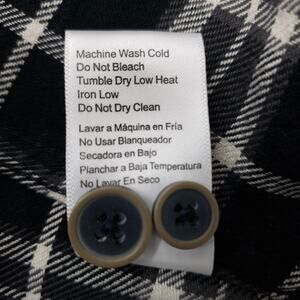 Machine Wash Cold
Do Not Bleach
Tumble Dry Low Heat
Iron Low
Do Not Dry Clean
Lavar a Máquina en Fría
No Usar Blanqueador
Secadora en Bajo
Planchar a Baja Temperatura
No Lavar En Seco